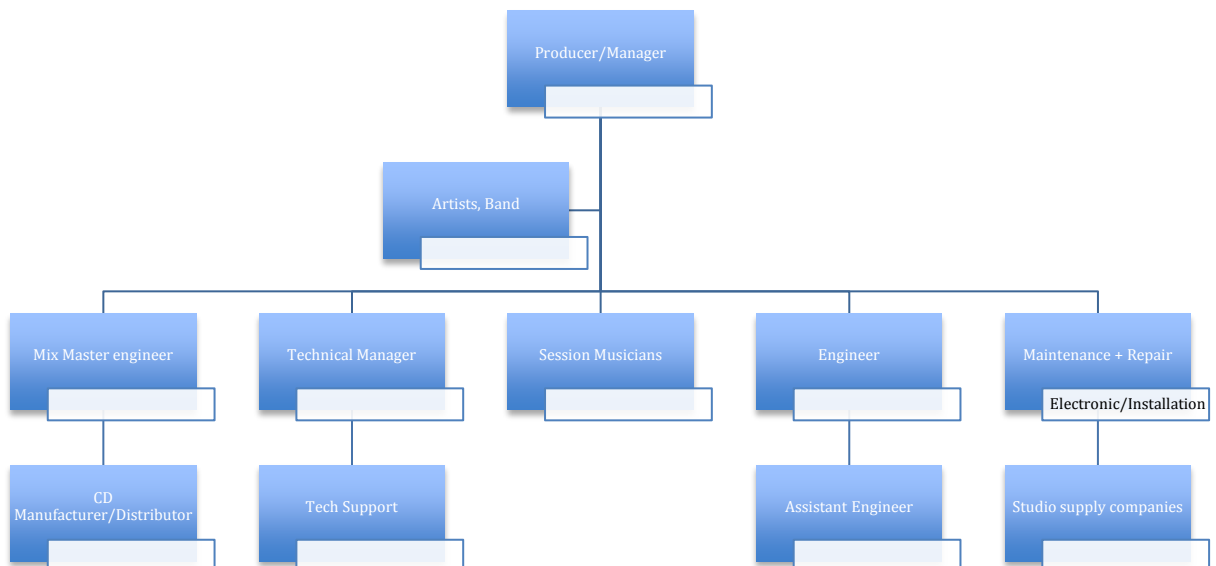 Producer/Manager
Artists, Band
Mix Master engineer
Technical Manager
Session Musicians
Engineer
Maintenance + Repair
Electronic/Installation
CD
Manufacturer/Distributor
Tech Support
Assistant Engineer
Studio supply companies